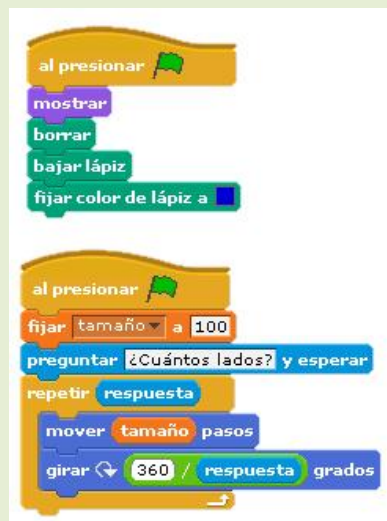 al presionar
mostrar
borrar
bajar lápiz
fijar color de lápiz a
al presionar
fijar tamaño a 100
preguntar ¿Cuántos lados? y esperar
repetir respuesta
mover tamaño pasos
girar 360 / respuesta grados